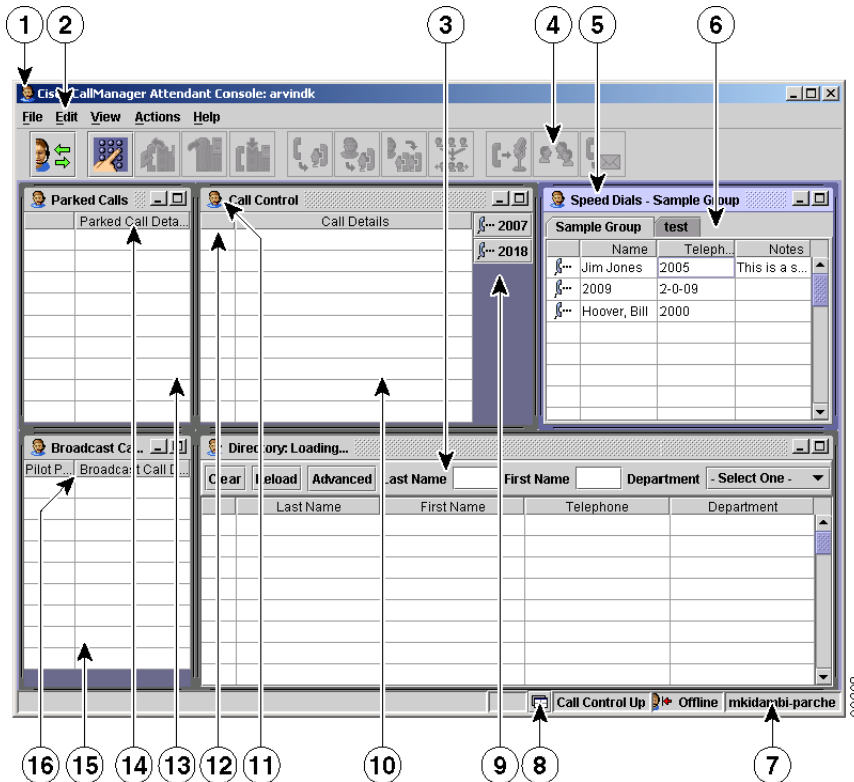 1 2 3 4 5 6
CallManager Attendant Console: arvindk
File Edit View Actions Help
Parked Calls
Call Control
Speed Dials - Sample Group
Parked Call Deta...
Call Details
2007
2018
Sample Group test
Name Teleph... Notes
Jim Jones 2005 This is a s...
2009 2-0-09
Hoover, Bill 2000
Broadcast Ca...
Directory: Loading...
Pilot P... Broadcast Call D...
Clear Reload Advanced Last Name First Name Department - Select One -
Last Name First Name Telephone Department
Call Control Up Offline mkidambi-parche
16 15 14 13 12 11 10 9 8 7